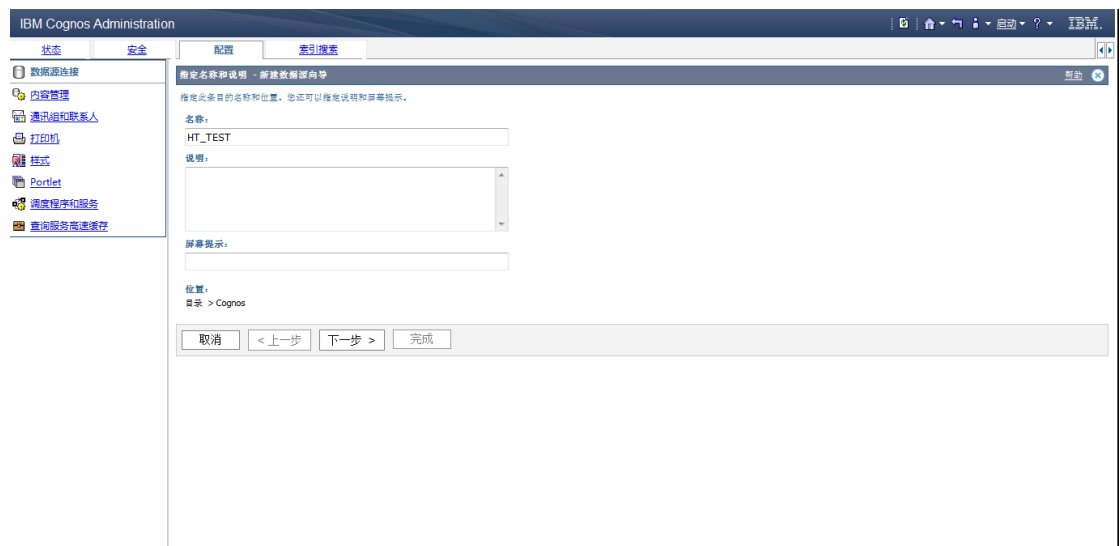 IBM Cognos Administration
启动
?
IBM.
状态
安全
配置
索引搜索
数据源连接
内容管理
通讯组和联系人
打印机
样式
Portlet
调度程序和服务
查询服务高速缓存
指定名称和说明 - 新建数据源向导
帮助
指定此条目的名称和位置。您还可以指定说明和屏幕提示。
名称:
HT_TEST
说明:
屏幕提示:
位置:
目录 > Cognos
取消
< 上一步
下一步 >
完成